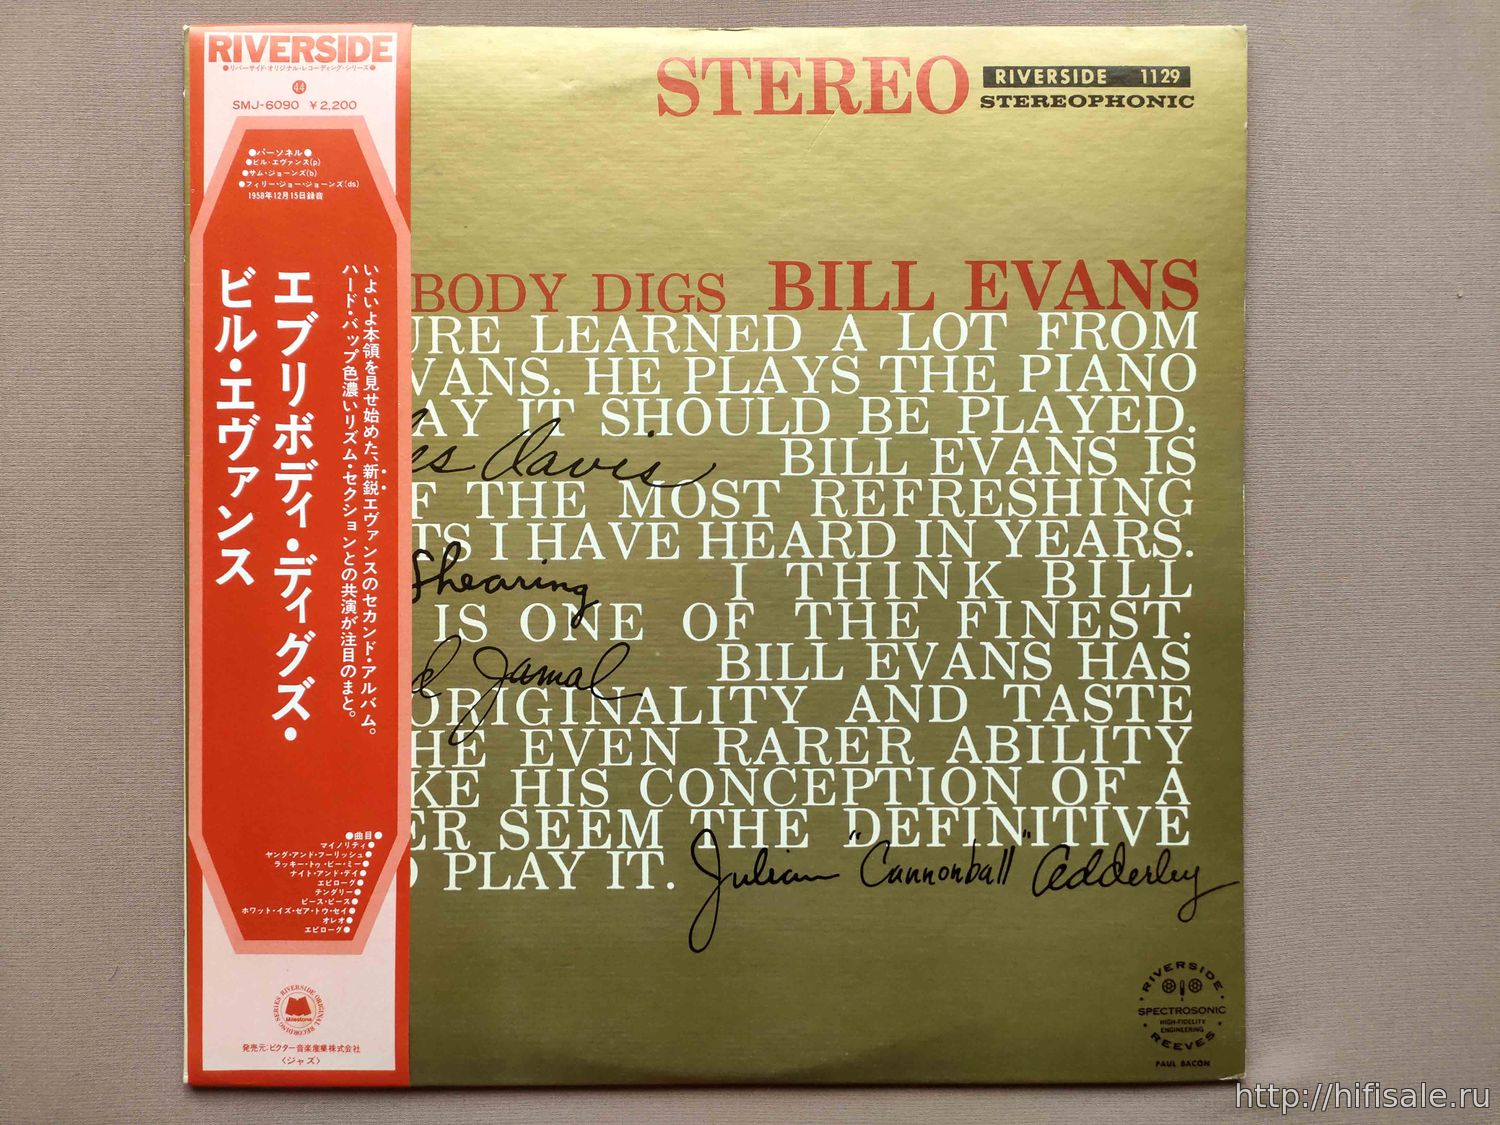 RIVERSIDE
●リバーサイド・オリジナル・レコーディング・シリーズ●
44
SMJ-6090 ¥2,200
●パーソネル●
●ビル・エヴァンス(p)
●サム・ジョーンズ(b)
●フィリー・ジョー・ジョーンズ(ds)
1958年12月15日録音
いよいよ本領を見せ始めた、新鋭エヴァンスのセカンド・アルバム。
ハード・バップ色濃いリズム・セクションとの共演が注目のまと。
エブリボディ・ディグズ・
ビル・エヴァンス
●曲目●
マイノリティ●
ヤング・アンド・フーリッシュ●
ラッキー・トゥ・ビー・ミー●
ナイト・アンド・デイ●
エピローグ●
テンダリー●
ピース・ピース●
ホワット・イズ・ゼア・トゥ・セイ●
オレオ●
エピローグ●
RIVERSIDE ORIGINAL RECORDING SERIES
Milestone
発売元:ビクター音楽産業株式会社
〈ジャズ〉
STEREO
RIVERSIDE 1129
STEREOPHONIC
BODY DIGS BILL EVANS
URE LEARNED A LOT FROM
VANS. HE PLAYS THE PIANO
AY IT SHOULD BE PLAYED.
es Davis BILL EVANS IS
F THE MOST REFRESHING
TS I HAVE HEARD IN YEARS.
Shearing I THINK BILL
IS ONE OF THE FINEST.
d Jamal BILL EVANS HAS
ORIGINALITY AND TASTE
HE EVEN RARER ABILITY
KE HIS CONCEPTION OF A
ER SEEM THE DEFINITIVE
O PLAY IT. Julian "Cannonball" Adderley
RIVERSIDE
SPECTROSONIC
HIGH-FIDELITY
ENGINEERING
REEVES
PAUL BACON
http://hifisale.ru